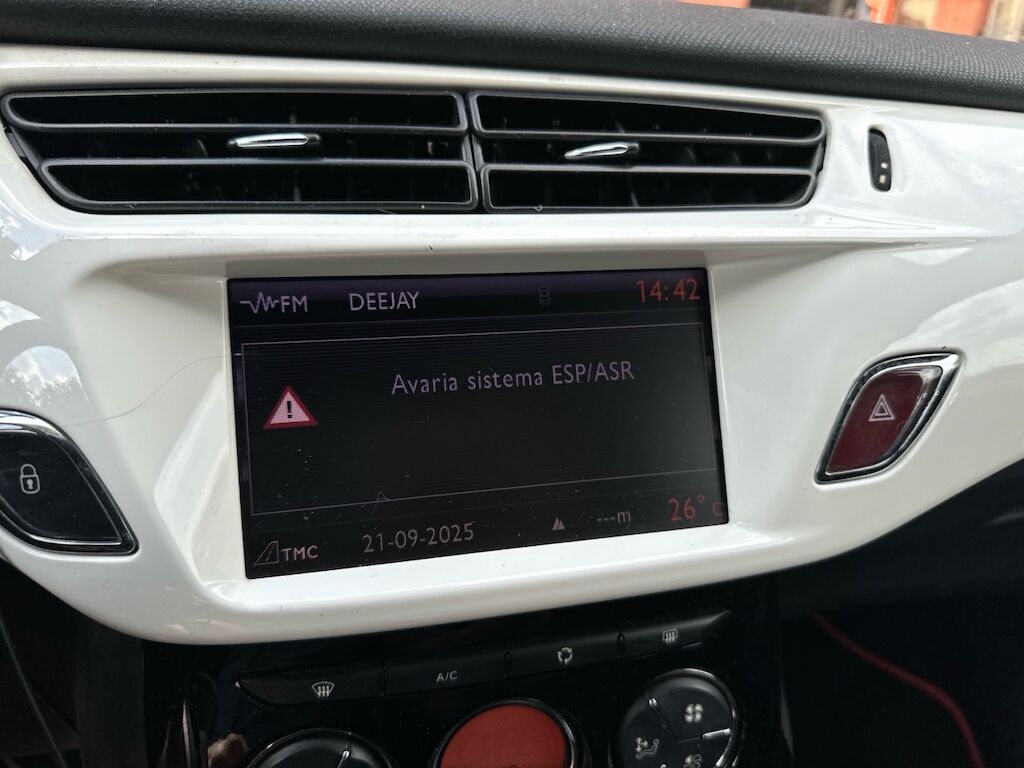 FM DEEJAY 14:42
Avaria sistema ESP/ASR
TMC 21-09-2025 ---m 26° C
A/C